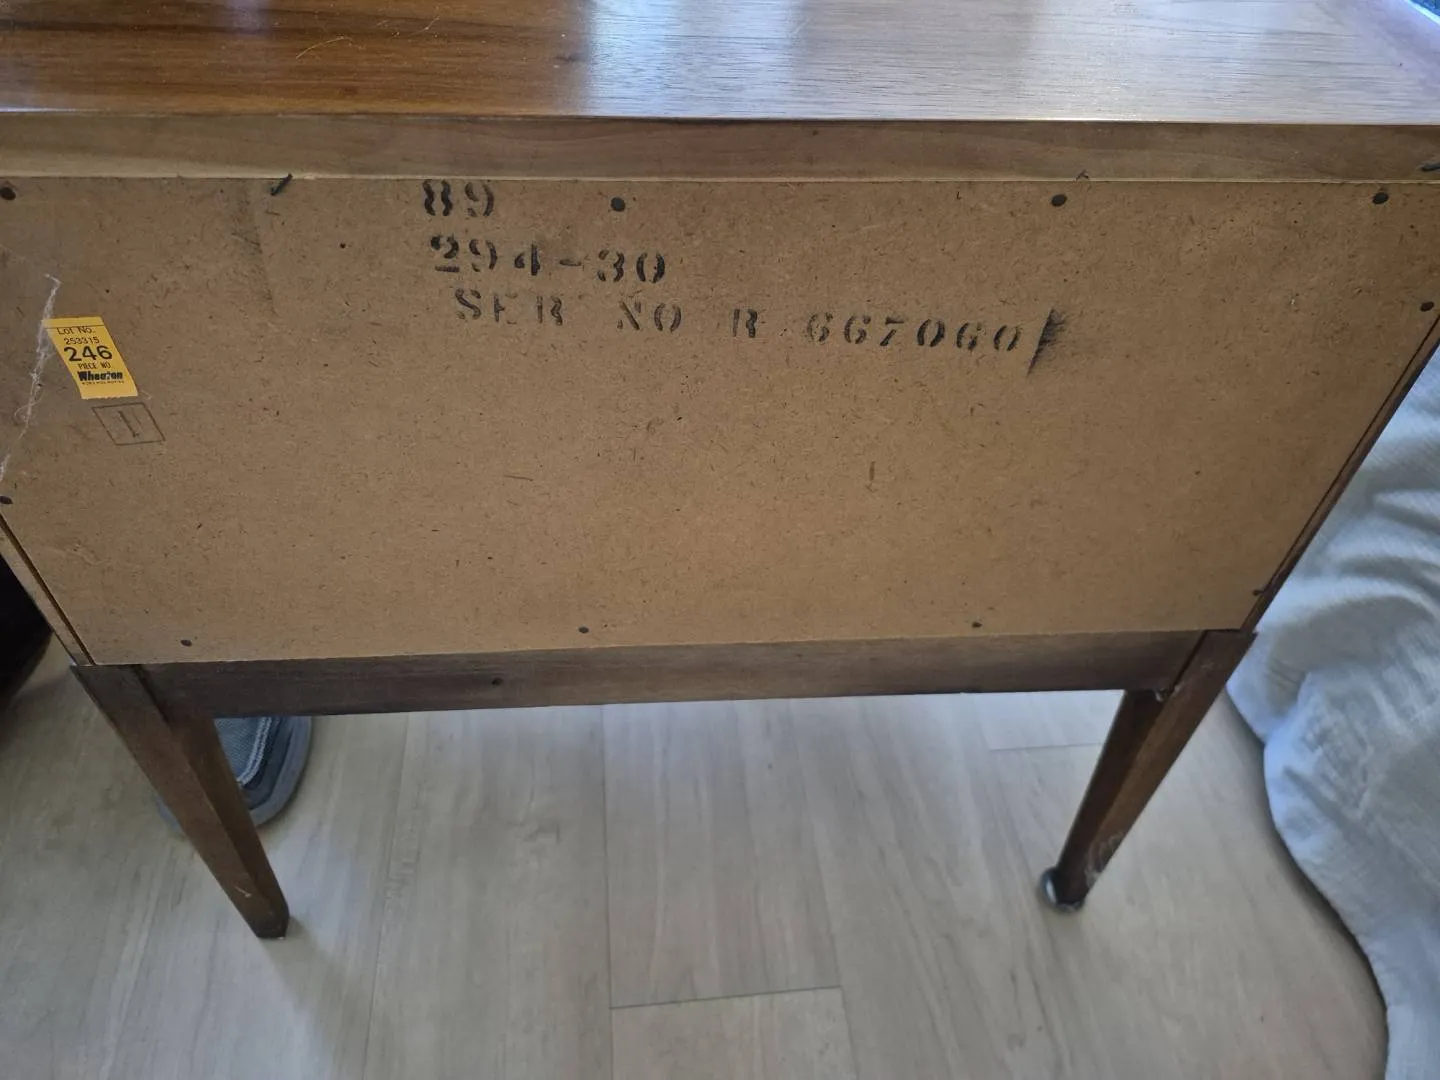 89
294-30
SER NO R 667060
Lot No.
253315
246
PIECE NO.
Wheaton